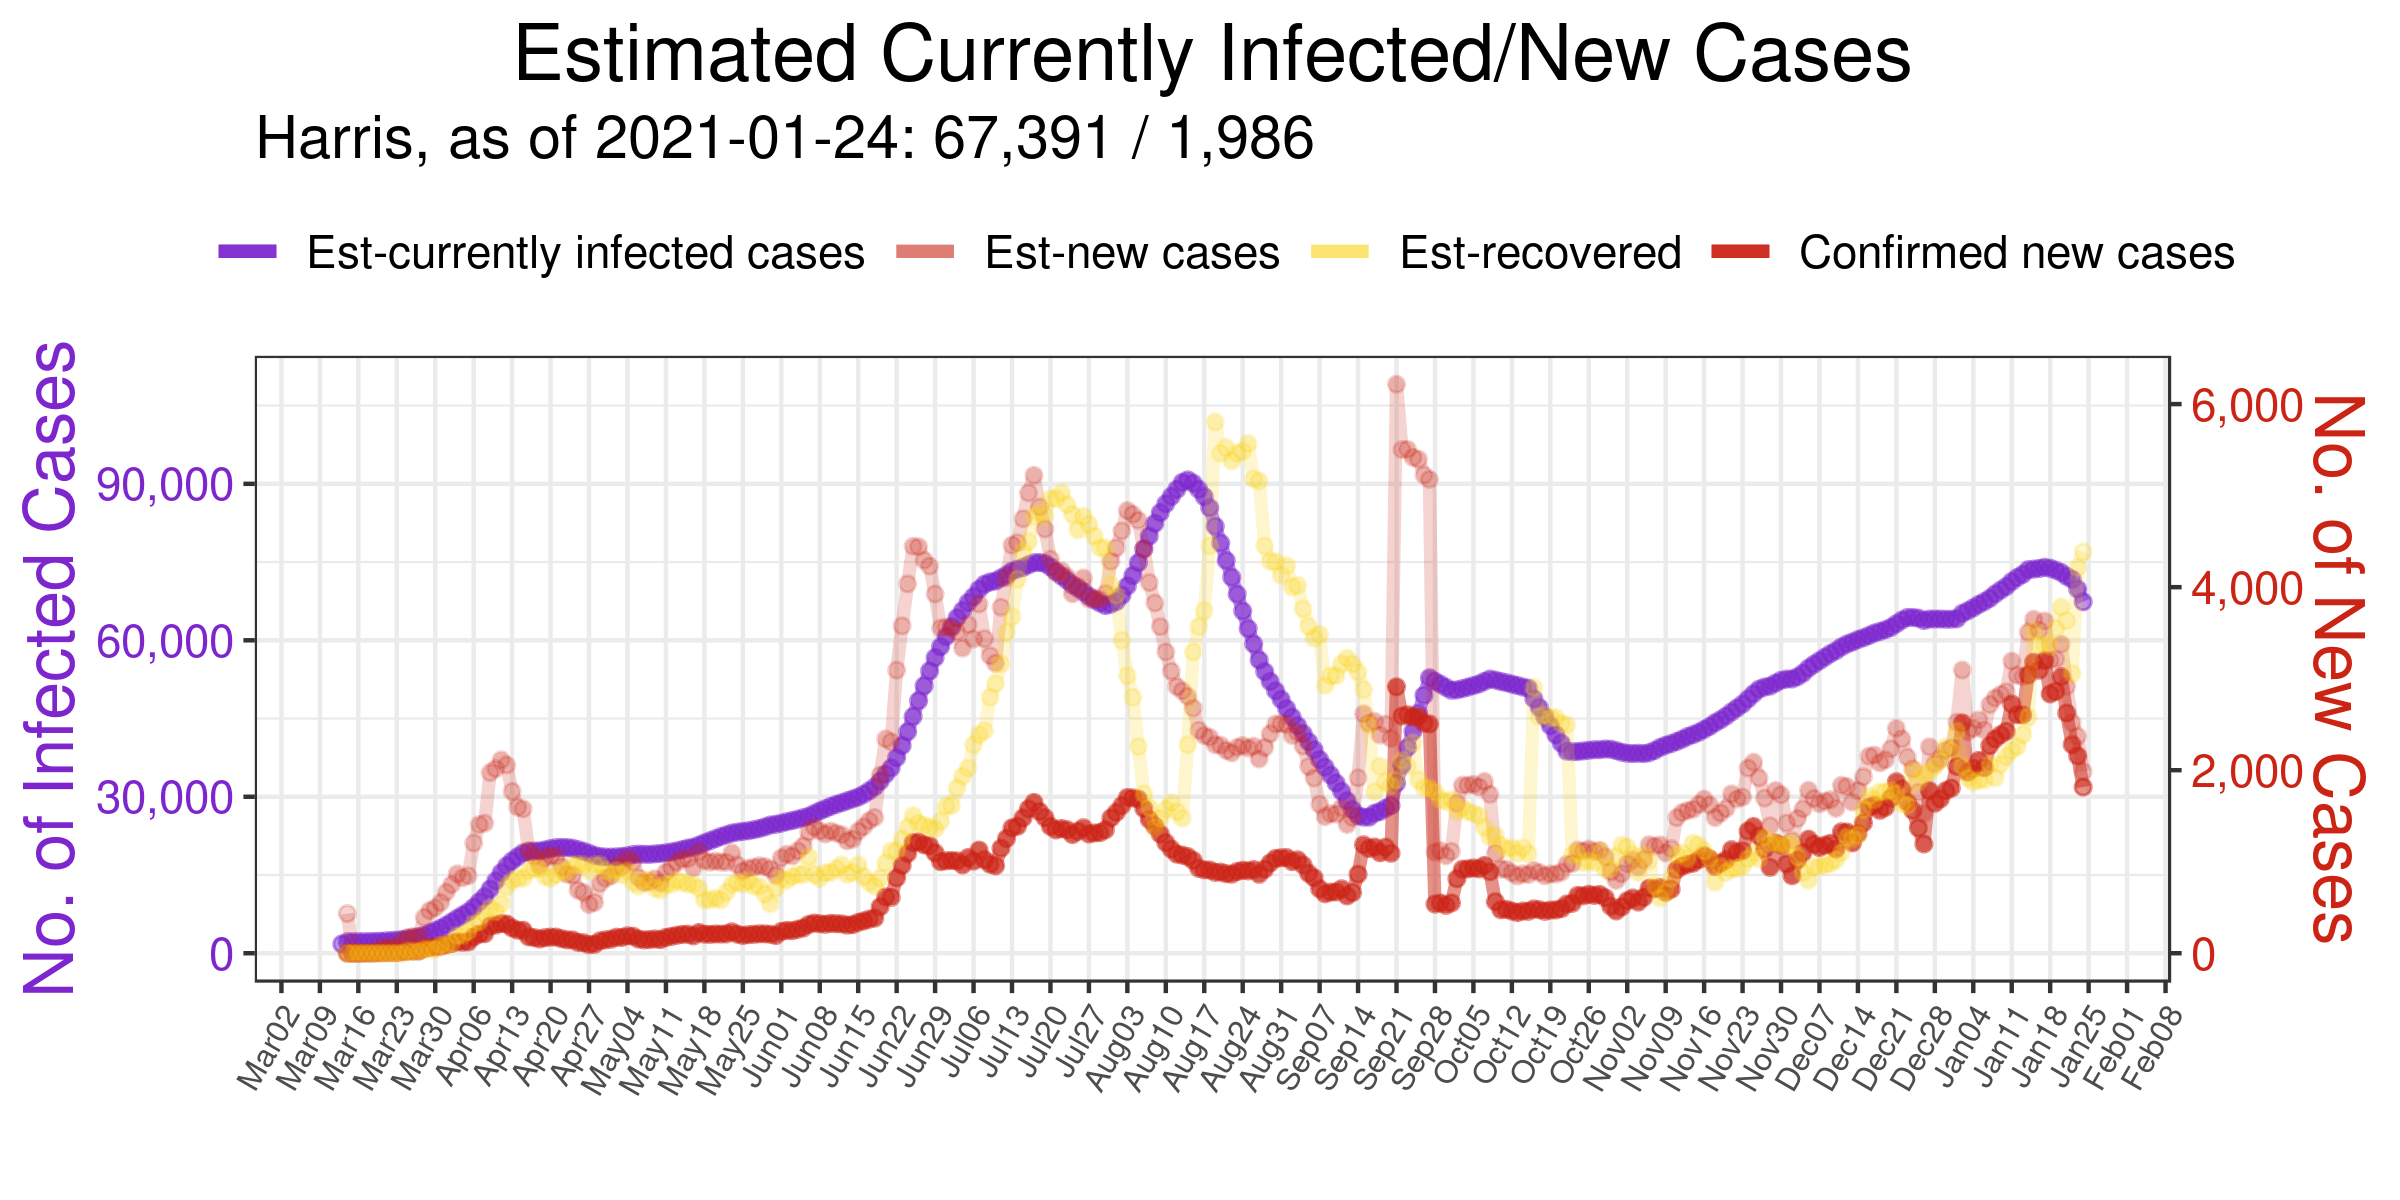 Estimated Currently Infected/New Cases
Harris, as of 2021-01-24: 67,391 / 1,986
Est-currently infected cases Est-new cases Est-recovered Confirmed new cases
No. of Infected Cases
90,000
60,000
30,000
0
6,000
4,000
2,000
0
No. of New Cases
Mar02 Mar09 Mar16 Mar23 Mar30 Apr06 Apr13 Apr20 Apr27 May04 May11 May18 May25 Jun01 Jun08 Jun15 Jun22 Jun29 Jul06 Jul13 Jul20 Jul27 Aug03 Aug10 Aug17 Aug24 Aug31 Sep07 Sep14 Sep21 Sep28 Oct05 Oct12 Oct19 Oct26 Nov02 Nov09 Nov16 Nov23 Nov30 Dec07 Dec14 Dec21 Dec28 Jan04 Jan11 Jan18 Jan25 Feb01 Feb08